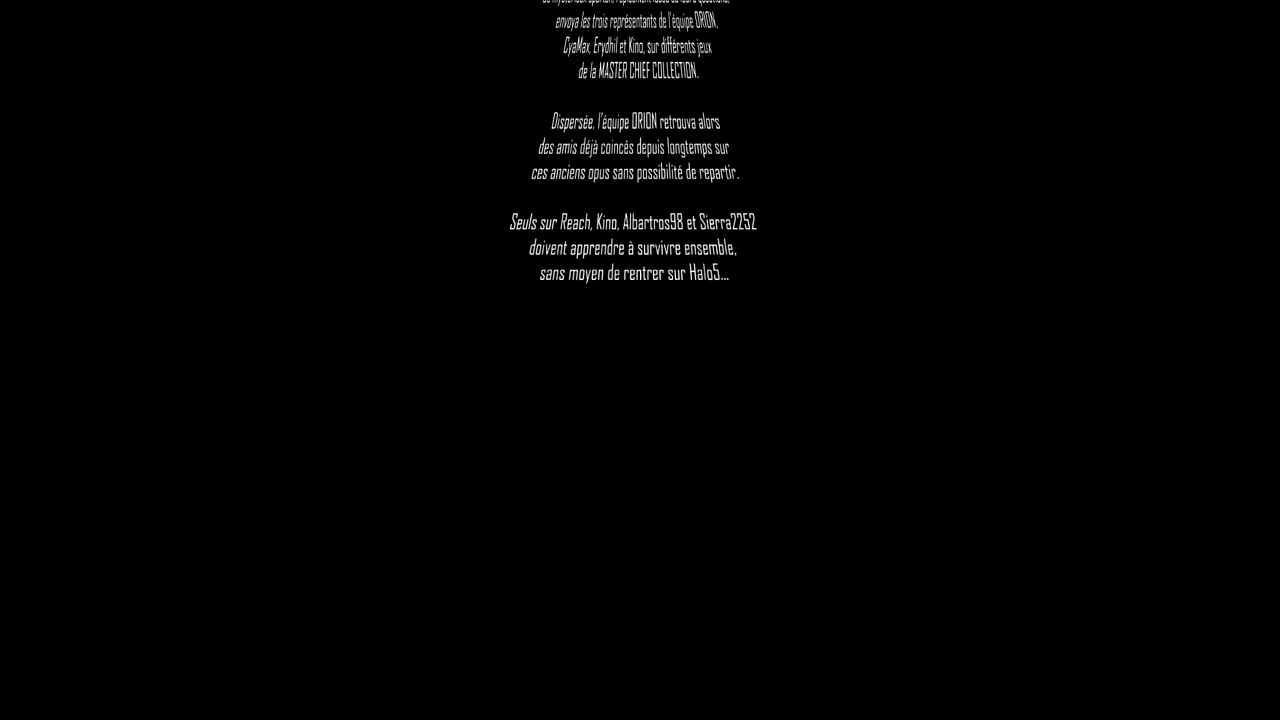 envoya les trois représentants de l'équipe ORION,
CyaMax, Erydhil et Kino, sur différents jeux
de la MASTER CHIEF COLLECTION.
Dispersée, l'équipe ORION retrouva alors
des amis déjà coincés depuis longtemps sur
ces anciens opus sans possibilité de repartir.
Seuls sur Reach, Kino, Albartros98 et Sierra2252
doivent apprendre à survivre ensemble,
sans moyen de rentrer sur Halo5...